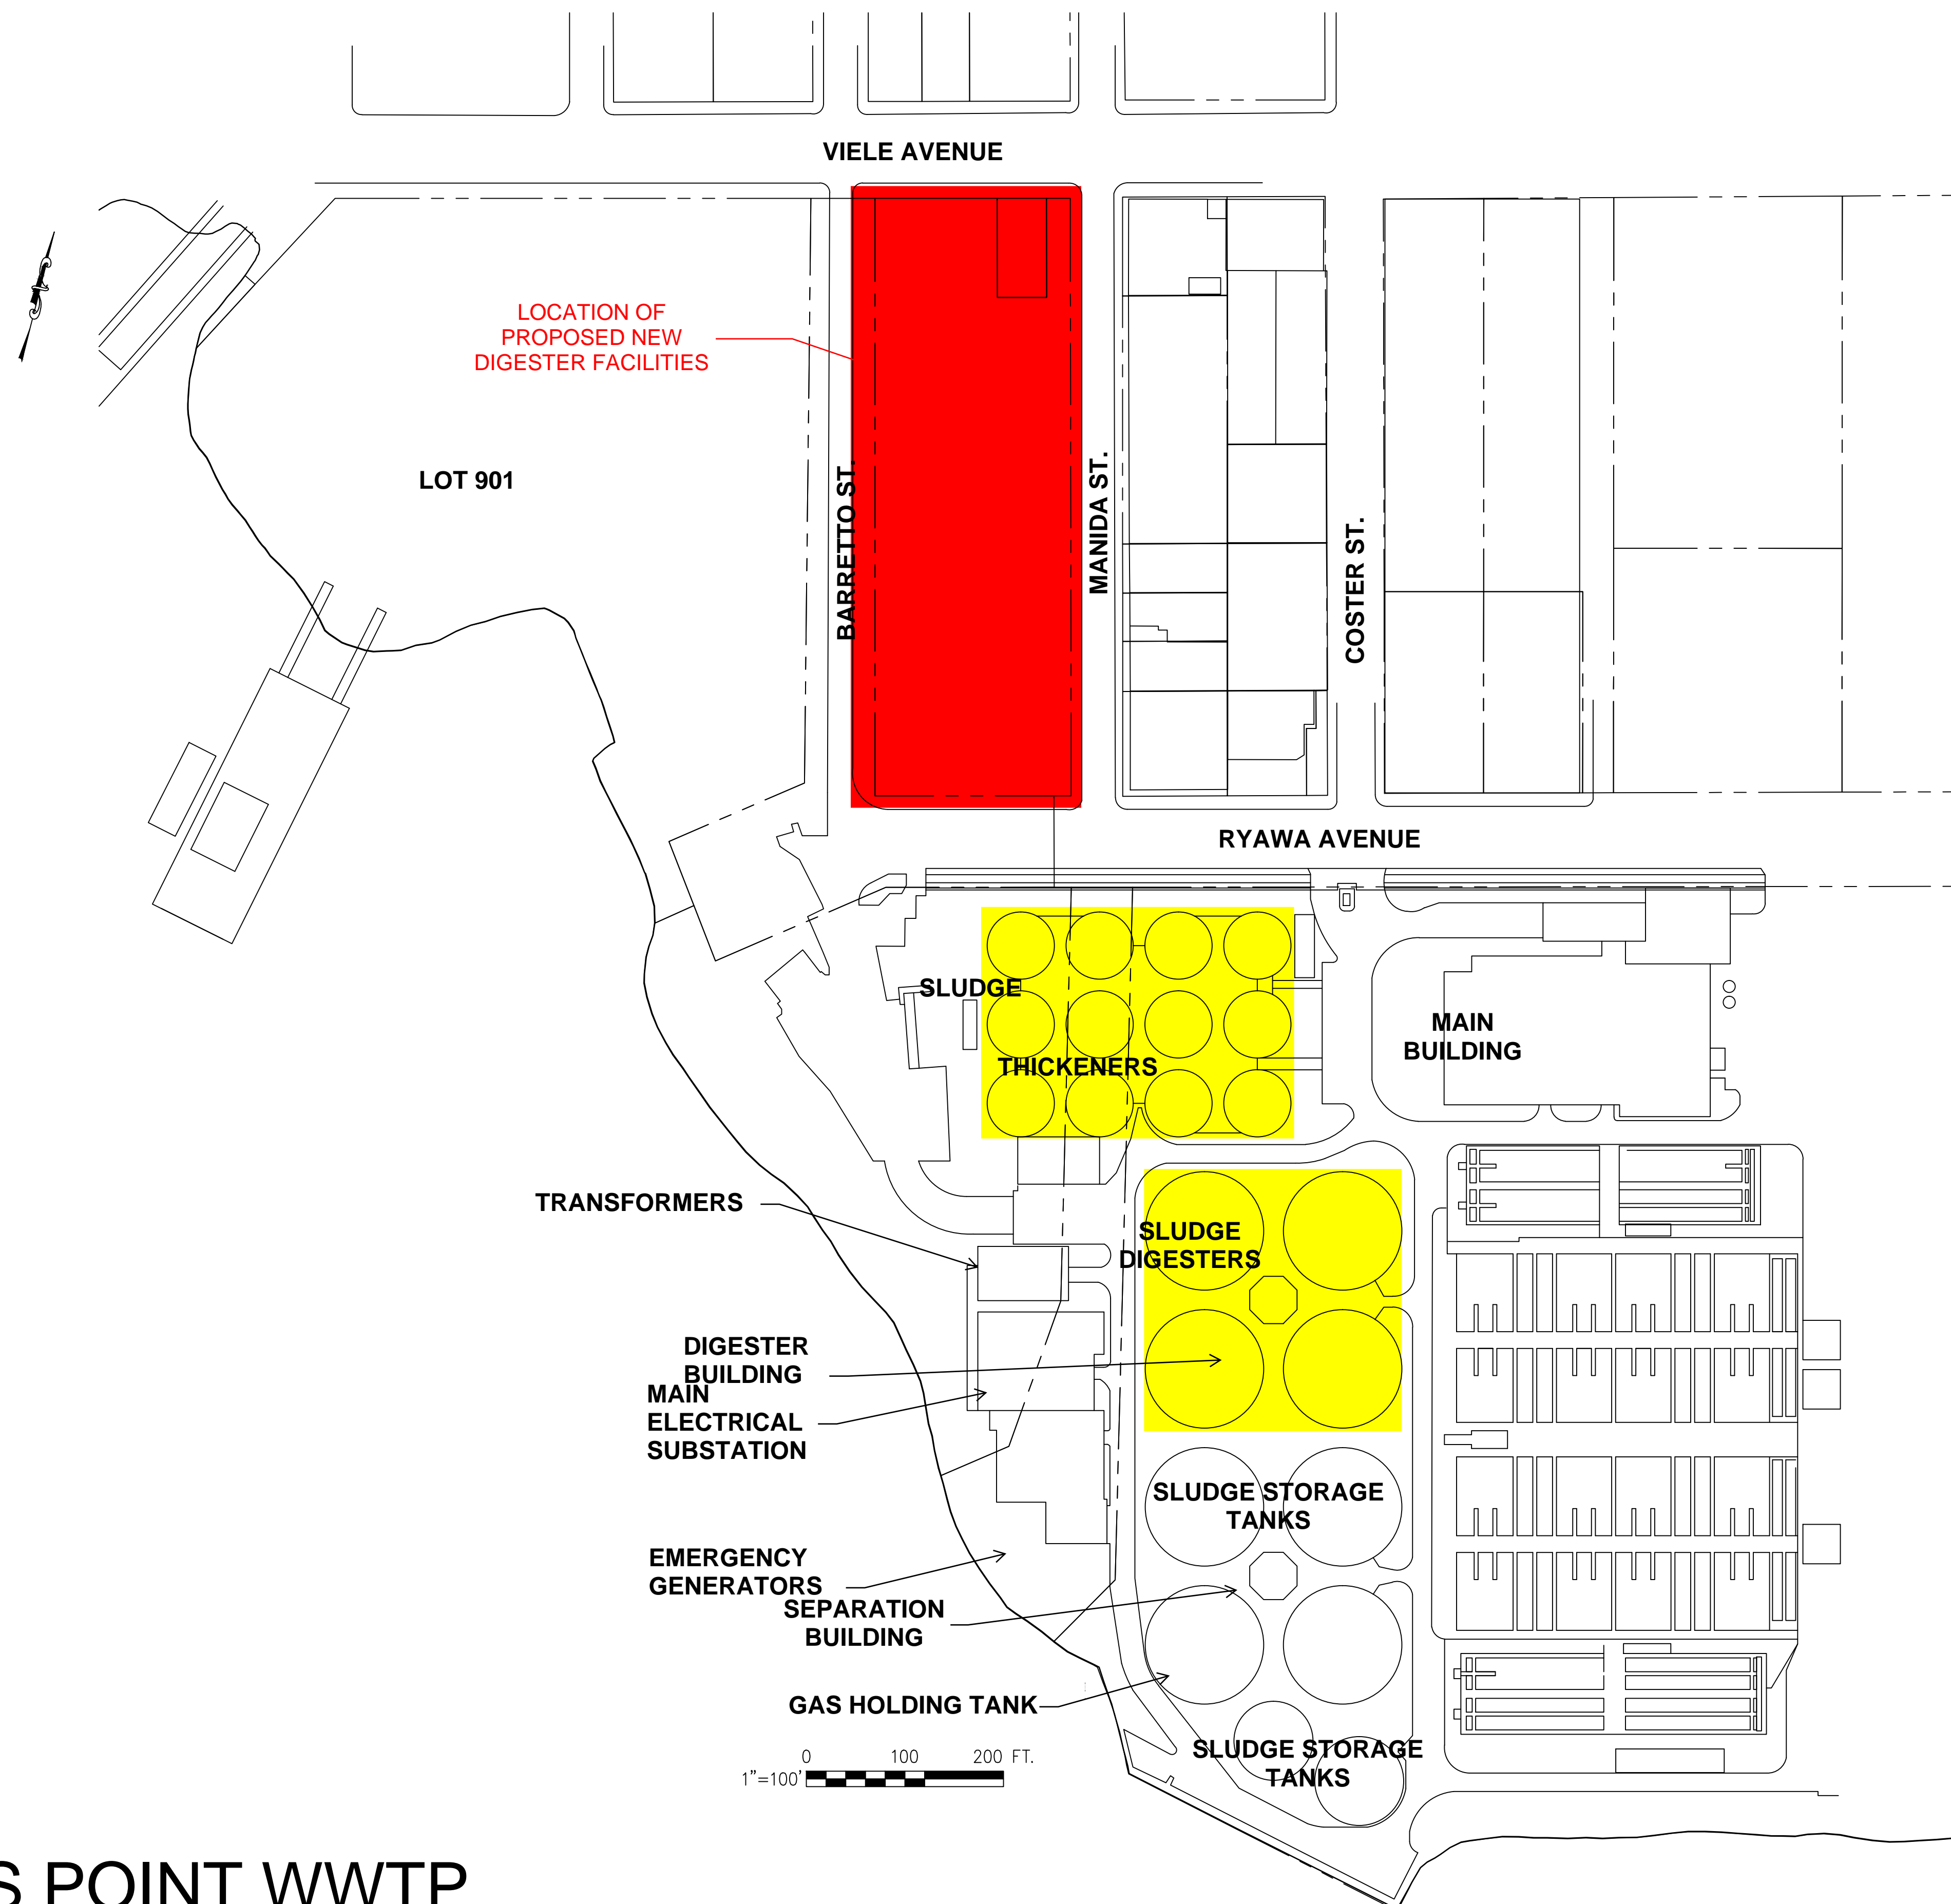 VIELE AVENUE
LOCATION OF
PROPOSED NEW
DIGESTER FACILITIES
LOT 901
BARRETTO ST.
MANIDA ST.
COSTER ST.
RYAWA AVENUE
SLUDGE
THICKENERS
MAIN
BUILDING
TRANSFORMERS
SLUDGE
DIGESTERS
DIGESTER
BUILDING
MAIN
ELECTRICAL
SUBSTATION
SLUDGE STORAGE
TANKS
EMERGENCY
GENERATORS
SEPARATION
BUILDING
GAS HOLDING TANK
SLUDGE STORAGE
TANKS
0 100 200 FT.
1"=100'
S POINT WWTP